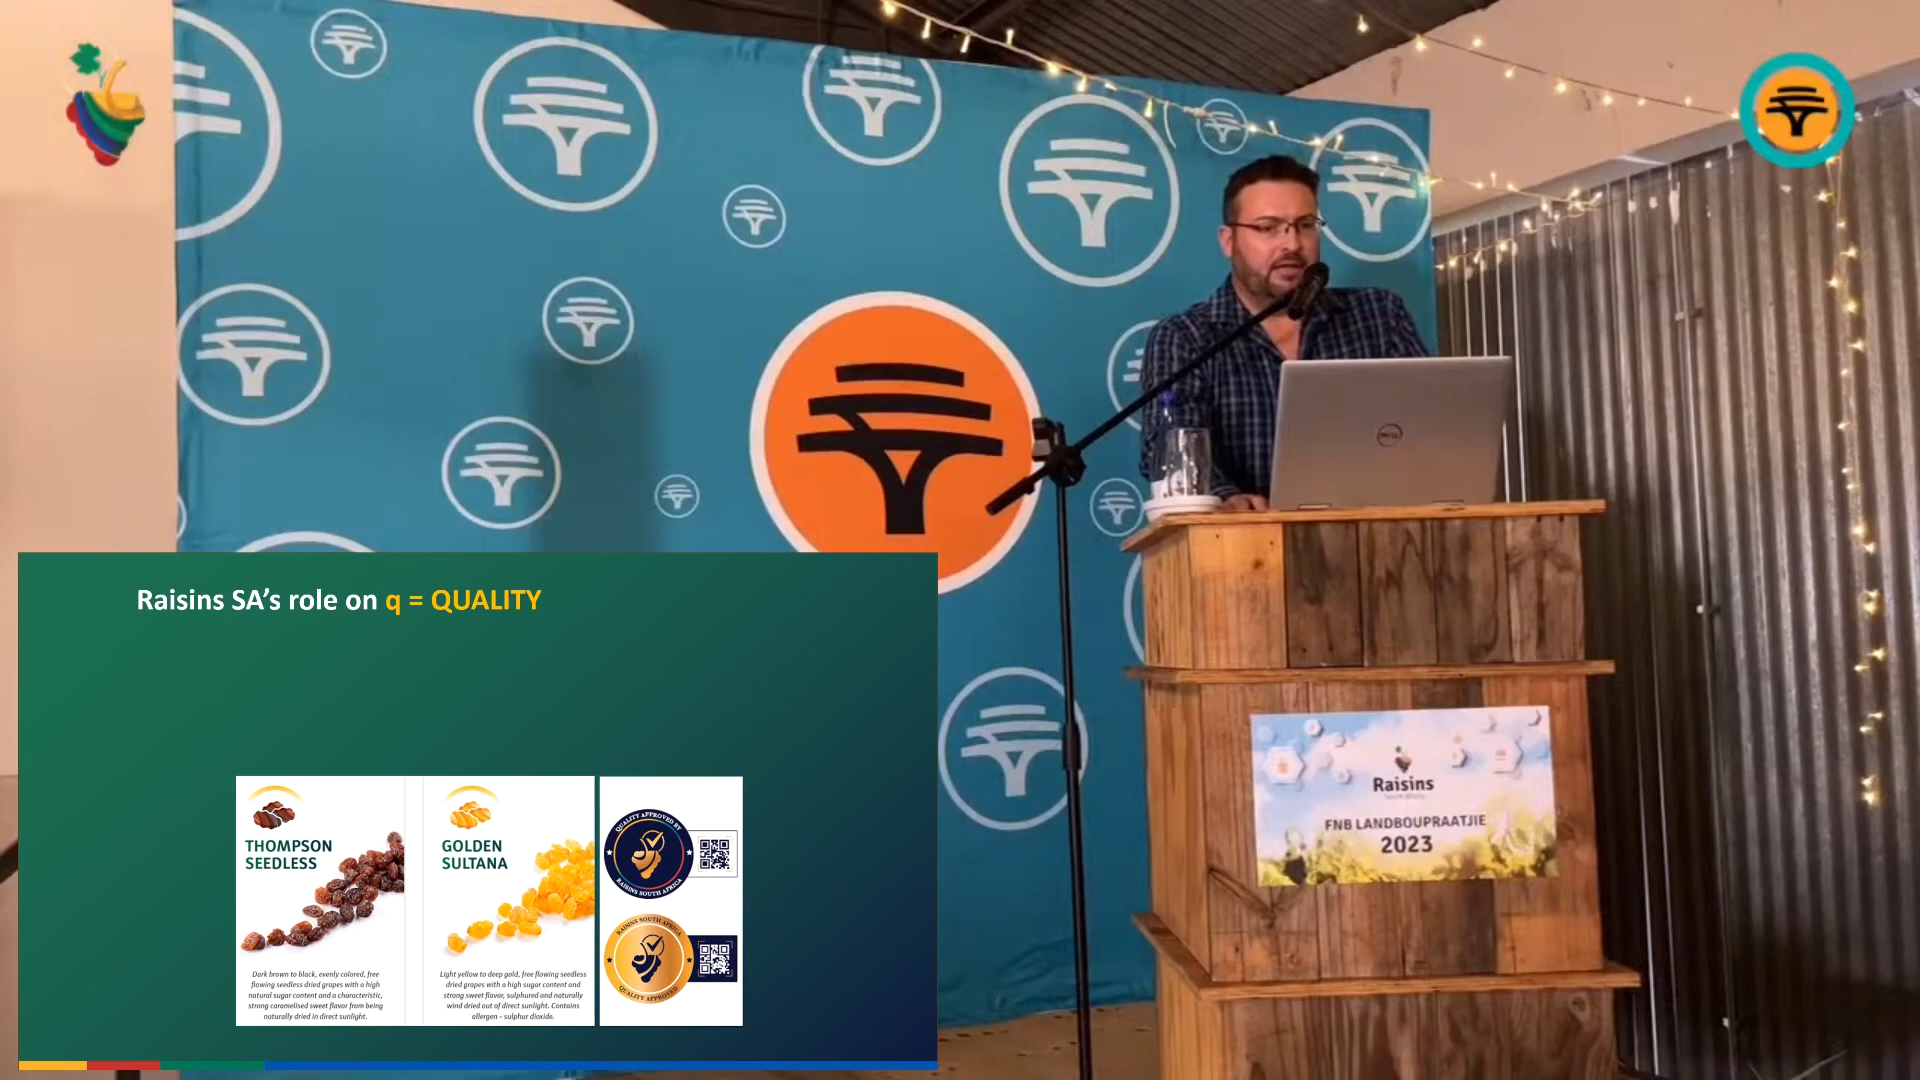 Raisins SA's role on q = QUALITY
THOMPSON
SEEDLESS
Dark brown to black, evenly colored, free
flowing seedless dried grapes with a high
natural sugar content and a characteristic,
strong caramelised sweet flavor from being
naturally dried in direct sunlight.
GOLDEN
SULTANA
Light yellow to deep gold, free flowing seedless
dried grapes with a high sugar content and
strong sweet flavor, sulphured and naturally
wind dried out of direct sunlight. Contains
allergen – sulphur dioxide.
QUALITY APPROVED BY
RAISINS SOUTH AFRICA
RAISINS SOUTH AFRICA
QUALITY APPROVED
DELL
Raisins
South Africa
FNB LANDBOUPRAATJIE
2023